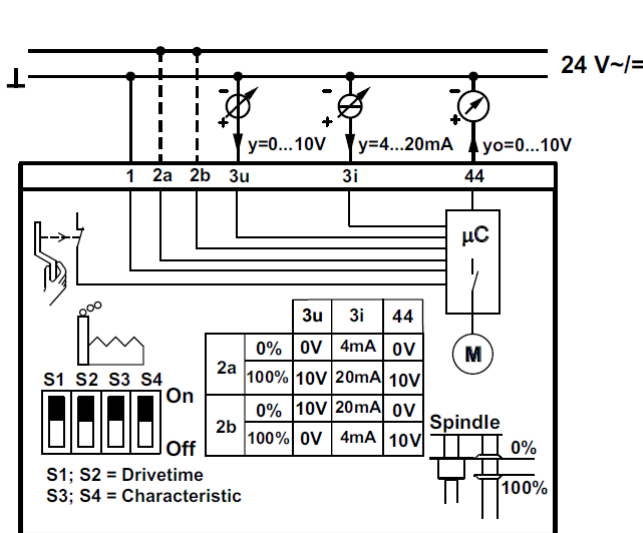 24 V~/=
⊥
- - -
+ + +
y=0...10V y=4...20mA yo=0...10V
1 2a 2b 3u 3i 44
µC
M
3u 3i 44
2a 0% 0V 4mA 0V
100% 10V 20mA 10V
2b 0% 10V 20mA 0V
100% 0V 4mA 10V
S1 S2 S3 S4
On
Off
S1; S2 = Drivetime
S3; S4 = Characteristic
Spindle
0%
100%